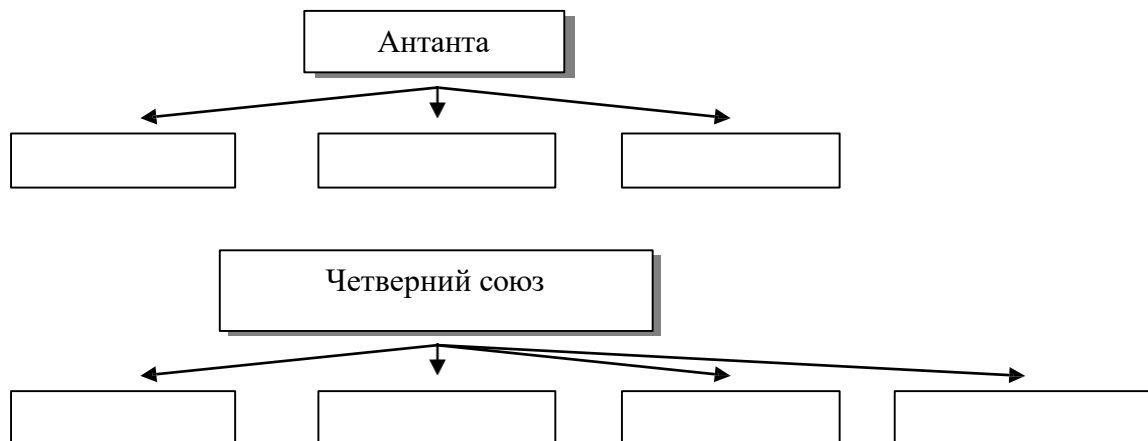 Антанта
Четверний союз